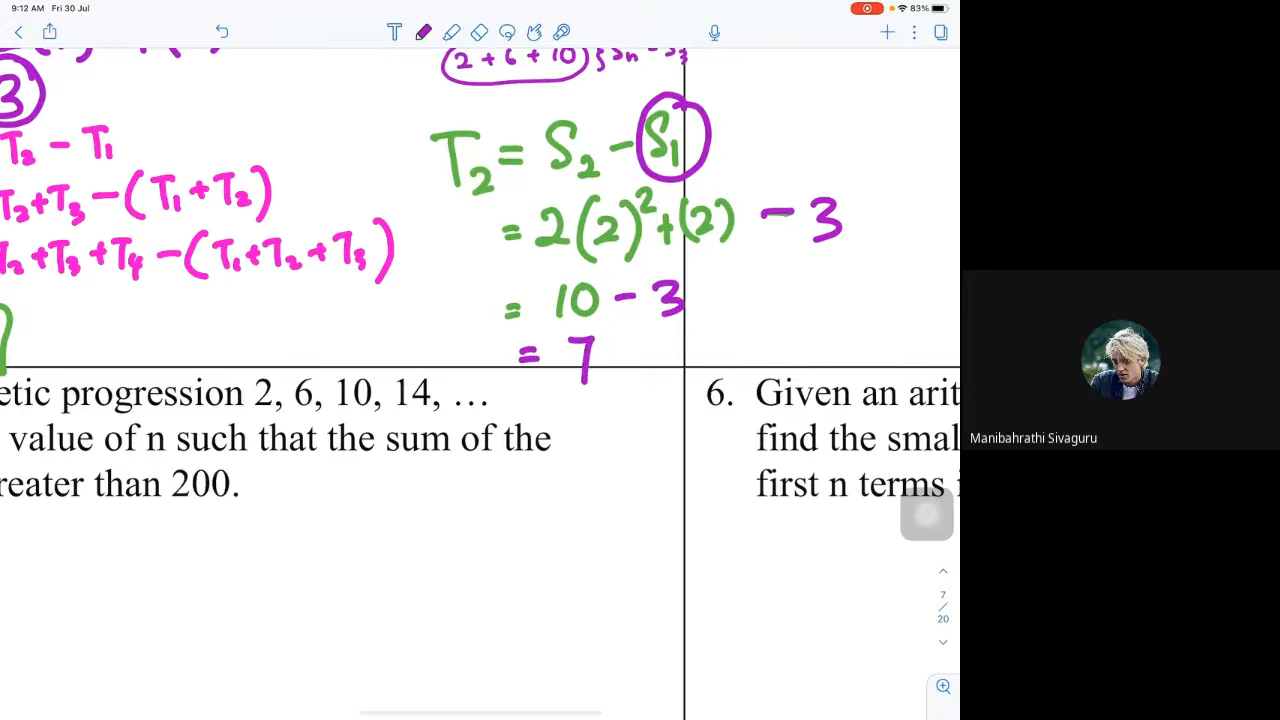 9:12 AM Fri 30 Jul
83%
2 + 6 + 10
3
T2 - T1
T2+T3 -(T1+T2)
T2+T3+T4 -(T1+T2+T3)
T2 = S2 - S1
= 2(2)²+(2) - 3
= 10 - 3
= 7
etic progression 2, 6, 10, 14, …
value of n such that the sum of the
reater than 200.
6. Given an arit
find the smal
first n terms i
7
/
20
Manibahrathi Sivaguru